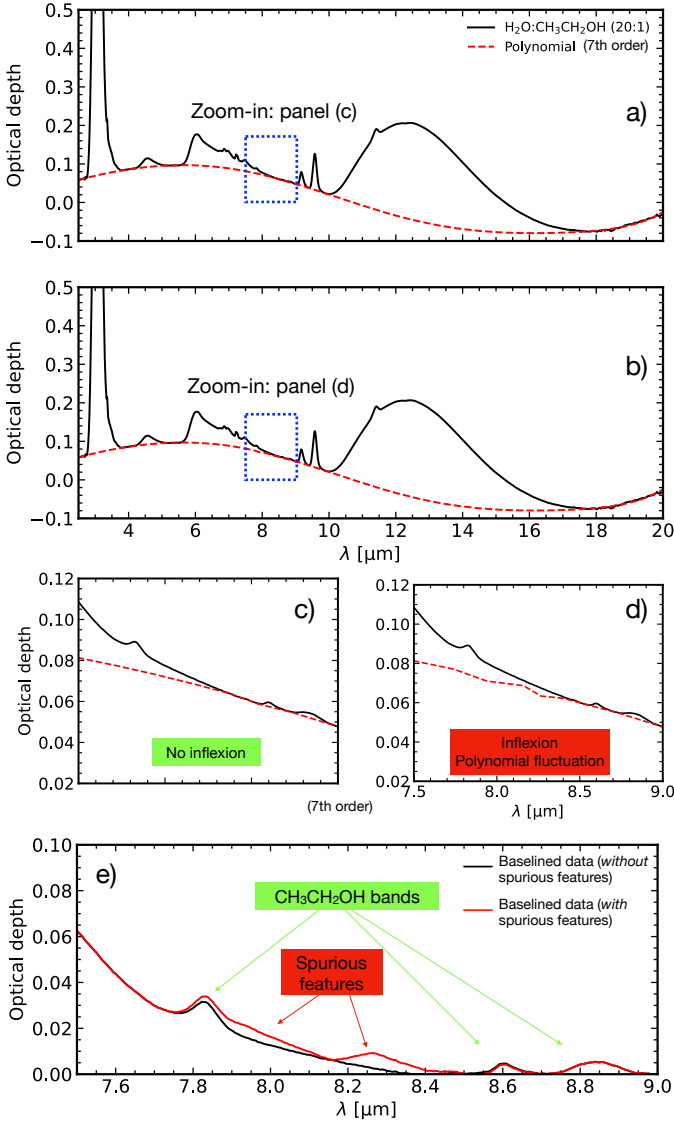 H₂O:CH₃CH₂OH (20:1)
Polynomial (7th order)
a)
Zoom-in: panel (c)
Optical depth
0.5
0.4
0.3
0.2
0.1
0.0
−0.1
b)
Zoom-in: panel (d)
Optical depth
0.5
0.4
0.3
0.2
0.1
0.0
−0.1
4 6 8 10 12 14 16 18 20
λ [µm]
c)
Optical depth
0.12
0.10
0.08
0.06
0.04
0.02
No inflexion
(7th order)
d)
0.12
0.10
0.08
0.06
0.04
0.02
Inflexion
Polynomial fluctuation
7.5 8.0 8.5 9.0
λ [µm]
e)
Baselined data (without
spurious features)
Baselined data (with
spurious features)
CH₃CH₂OH bands
Spurious
features
Optical depth
0.10
0.08
0.06
0.04
0.02
0.00
7.6 7.8 8.0 8.2 8.4 8.6 8.8 9.0
λ [µm]